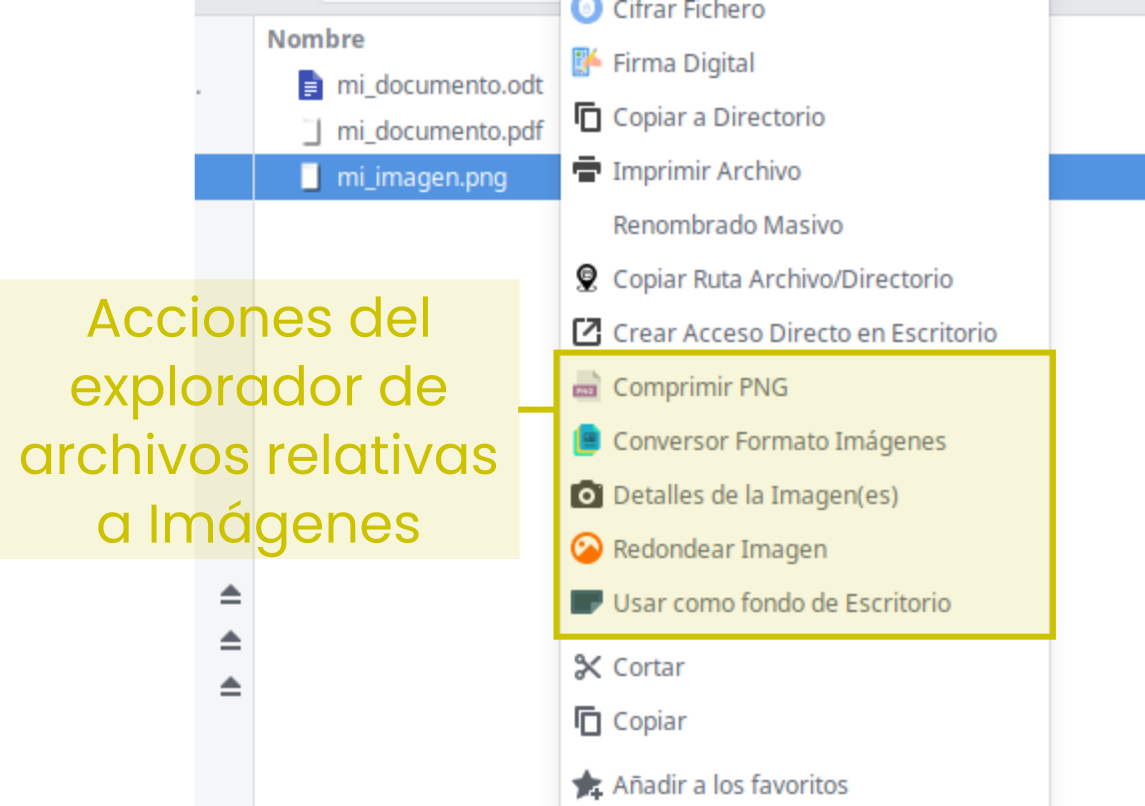 Nombre
mi_documento.odt
mi_documento.pdf
mi_imagen.png
Cifrar Fichero
Firma Digital
Copiar a Directorio
Imprimir Archivo
Renombrado Masivo
Copiar Ruta Archivo/Directorio
Crear Acceso Directo en Escritorio
Comprimir PNG
Conversor Formato Imágenes
Detalles de la Imagen(es)
Redondear Imagen
Usar como fondo de Escritorio
Cortar
Copiar
Añadir a los favoritos
Acciones del
explorador de
archivos relativas
a Imágenes